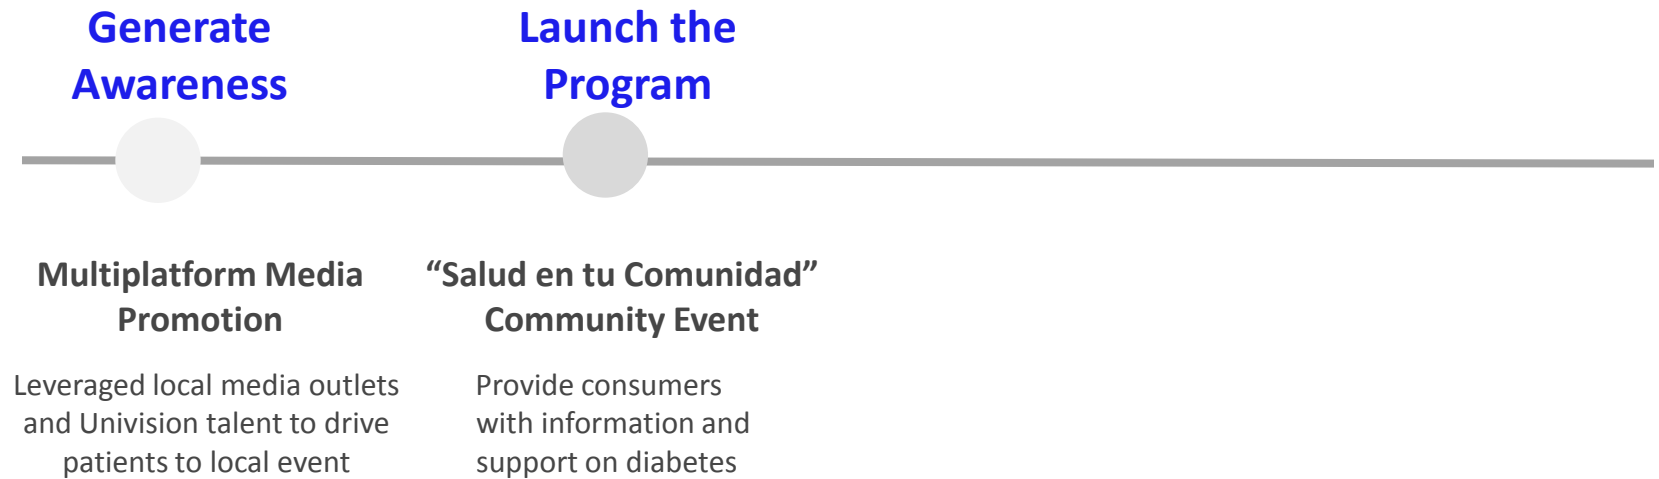 Generate
Awareness
Launch the
Program
Multiplatform Media
Promotion
Leveraged local media outlets
and Univision talent to drive
patients to local event
“Salud en tu Comunidad”
Community Event
Provide consumers
with information and
support on diabetes